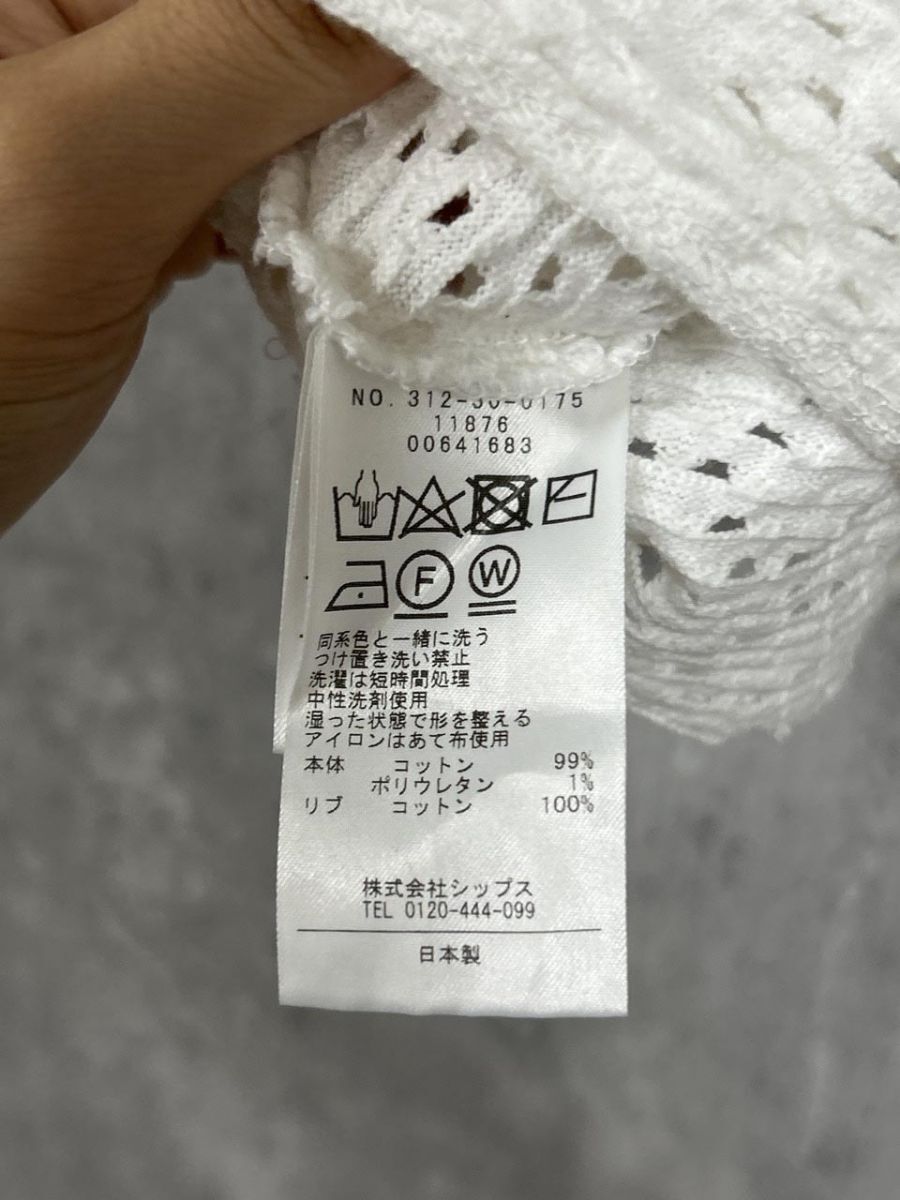 NO. 312-30-0175
11876
00641683
F W
同系色と一緒に洗う
つけ置き洗い禁止
洗濯は短時間処理
中性洗剤使用
湿った状態で形を整える
アイロンはあて布使用
本体 コットン 99%
ポリウレタン 1%
リブ コットン 100%
株式会社シップス
TEL 0120-444-099
日本製